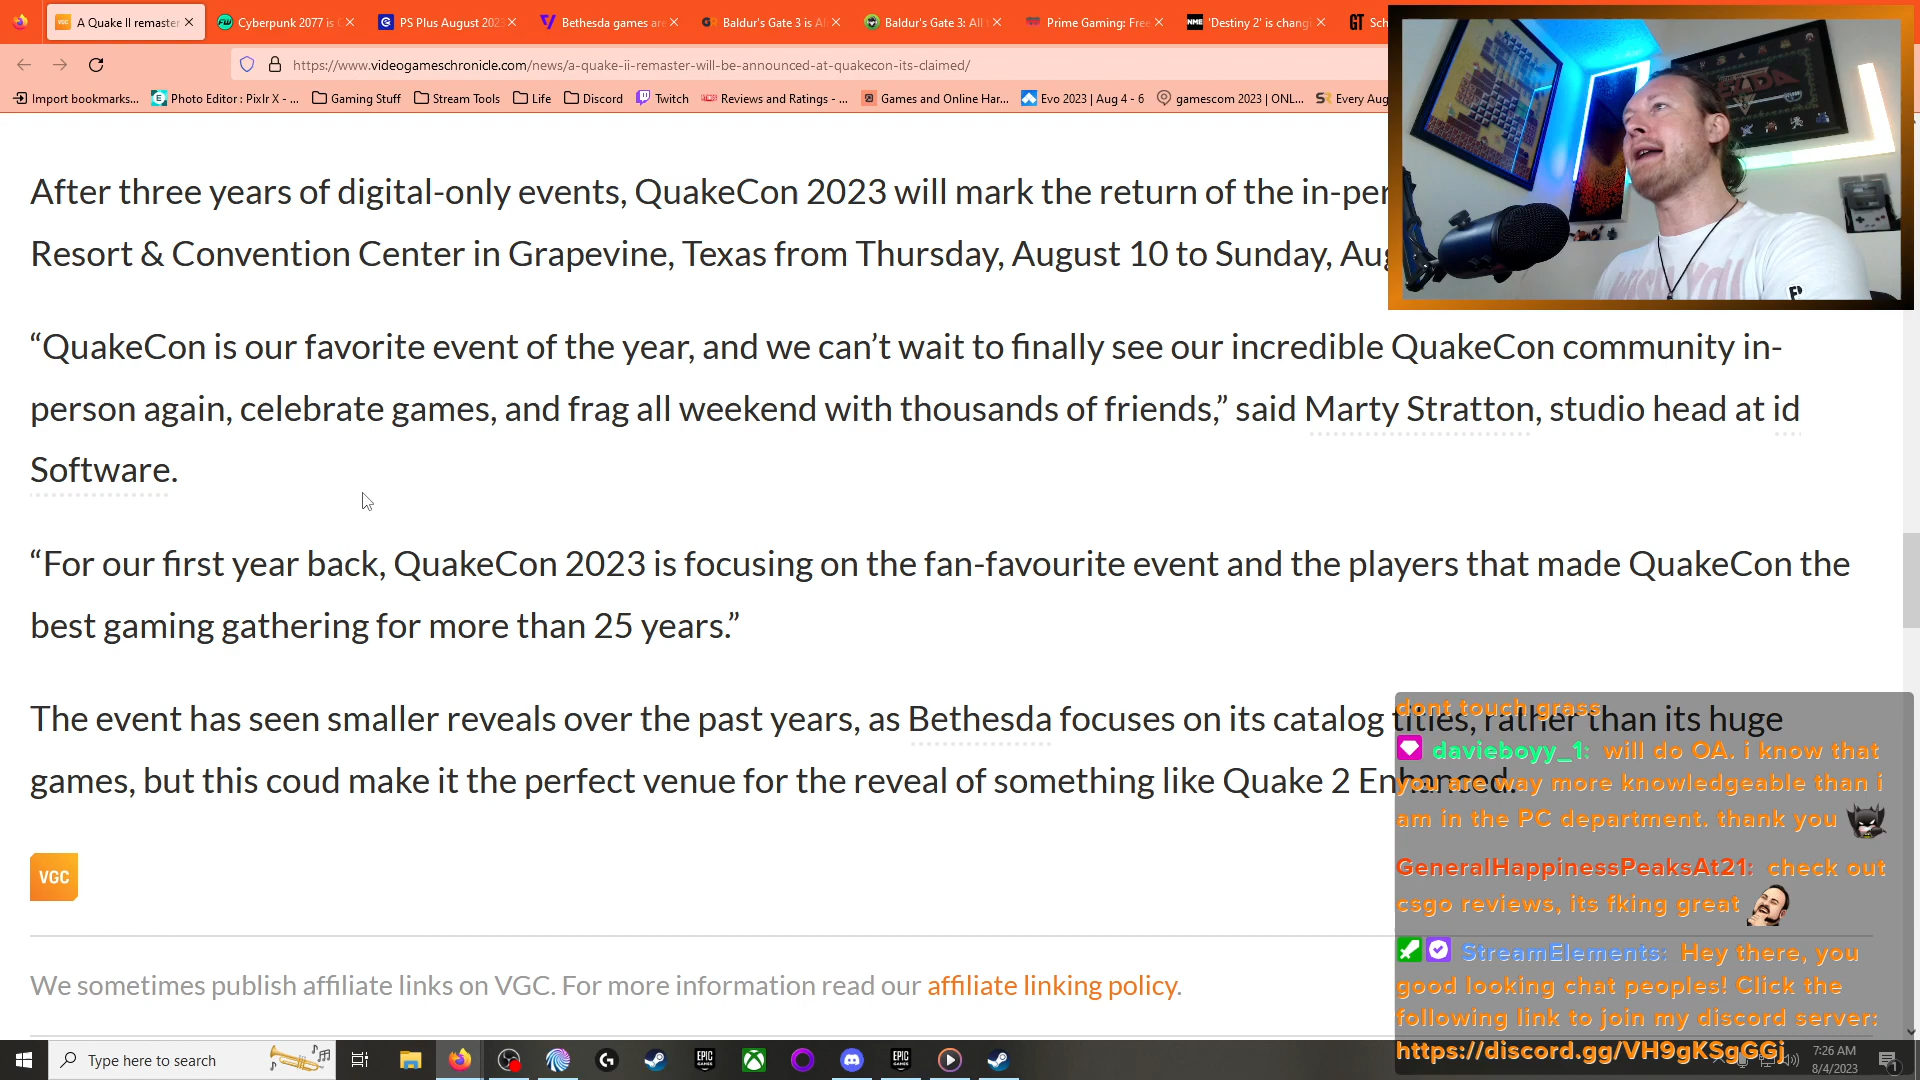 A Quake II remaster
Cyberpunk 2077 is
PS Plus August 202
Bethesda games are
Baldur's Gate 3 is A
Baldur's Gate 3: All
Prime Gaming: Free
NME
'Destiny 2' is changi
GT
Sch
https://www.videogameschronicle.com/news/a-quake-ii-remaster-will-be-announced-at-quakecon-its-claimed/
Import bookmarks...
Photo Editor : Pixlr X - ...
Gaming Stuff
Stream Tools
Life
Discord
Twitch
Reviews and Ratings - ...
Games and Online Har...
Evo 2023 | Aug 4 - 6
gamescom 2023 | ONL...
Every Aug
After three years of digital-only events, QuakeCon 2023 will mark the return of the in-per
Resort & Convention Center in Grapevine, Texas from Thursday, August 10 to Sunday, Aug
“QuakeCon is our favorite event of the year, and we can’t wait to finally see our incredible QuakeCon community in-
person again, celebrate games, and frag all weekend with thousands of friends,” said Marty Stratton, studio head at id
Software.
“For our first year back, QuakeCon 2023 is focusing on the fan-favourite event and the players that made QuakeCon the
best gaming gathering for more than 25 years.”
The event has seen smaller reveals over the past years, as Bethesda focuses on its catalog titles, rather than its huge
games, but this coud make it the perfect venue for the reveal of something like Quake 2 Enhanced.
VGC
We sometimes publish affiliate links on VGC. For more information read our affiliate linking policy.
dont touch grass
davieboyy_1: will do OA. i know that
you are way more knowledgeable than i
am in the PC department. thank you
GeneralHappinessPeaksAt21: check out
csgo reviews, its fking great
StreamElements: Hey there, you
good looking chat peoples! Click the
following link to join my discord server:
https://discord.gg/VH9gKSgGGj
Type here to search
EPIC GAMES
EPIC GAMES
7:26 AM
8/4/2023